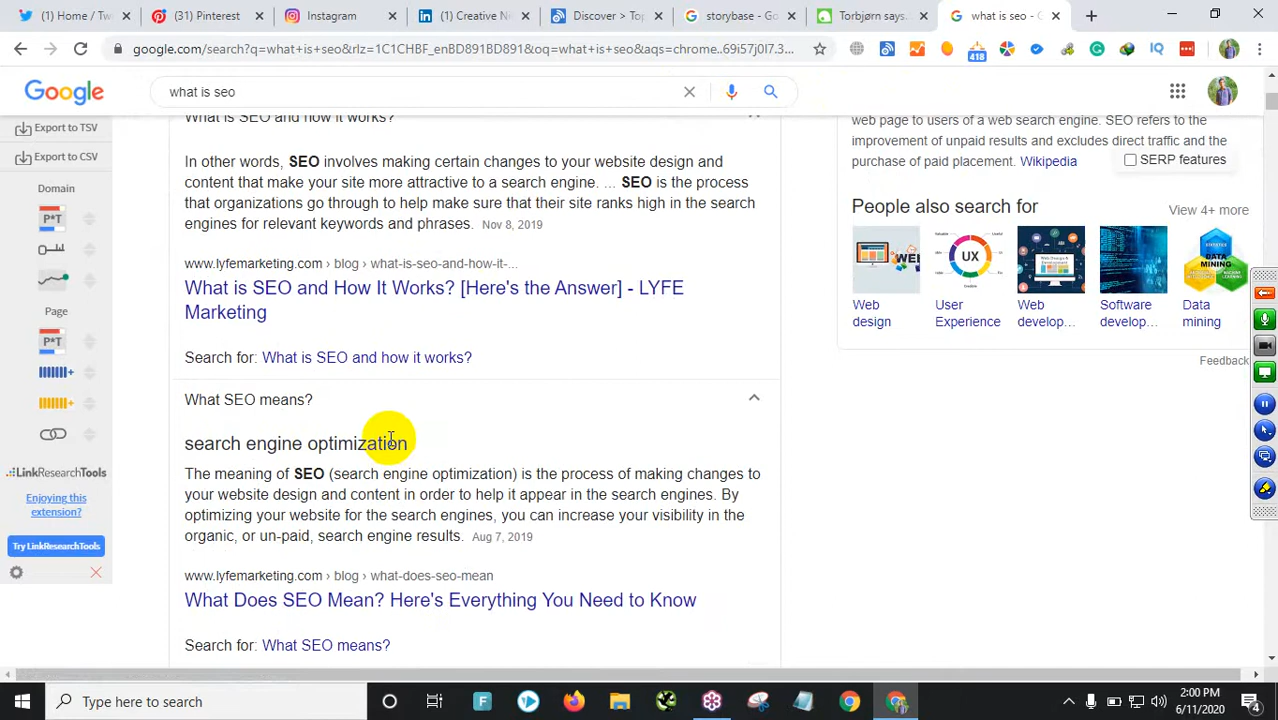 (1) Home / Tw
(31) Pinterest
Instagram
(1) Creative Ni
Discover > Top
storybase - Go
Torbjørn says.
what is seo - G
google.com/search?q=what+is+seo&rlz=1C1CHBF_enBD891BD891&oq=what+is+seo&aqs=chrome..69i57j0l7.3...
418
Google
what is seo
Export to TSV
Export to CSV
Domain
P*T
Page
P*T
LinkResearchTools
Enjoying this
extension?
Try LinkResearchTools
What is SEO and how it works?
In other words, SEO involves making certain changes to your website design and
content that make your site more attractive to a search engine. ... SEO is the process
that organizations go through to help make sure that their site ranks high in the search
engines for relevant keywords and phrases. Nov 8, 2019
www.lyfemarketing.com › blog › what-is-seo-and-how-it-...
What is SEO and How It Works? [Here's the Answer] - LYFE
Marketing
Search for: What is SEO and how it works?
What SEO means?
search engine optimization
The meaning of SEO (search engine optimization) is the process of making changes to
your website design and content in order to help it appear in the search engines. By
optimizing your website for the search engines, you can increase your visibility in the
organic, or un-paid, search engine results. Aug 7, 2019
www.lyfemarketing.com › blog › what-does-seo-mean
What Does SEO Mean? Here's Everything You Need to Know
Search for: What SEO means?
web page to users of a web search engine. SEO refers to the
improvement of unpaid results and excludes direct traffic and the
purchase of paid placement. Wikipedia
SERP features
People also search for
View 4+ more
WEB
UX
DATA
MINING
Web
design
User
Experience
Web
develop...
Software
develop...
Data
mining
Feedback
Type here to search
2:00 PM
6/11/2020
4